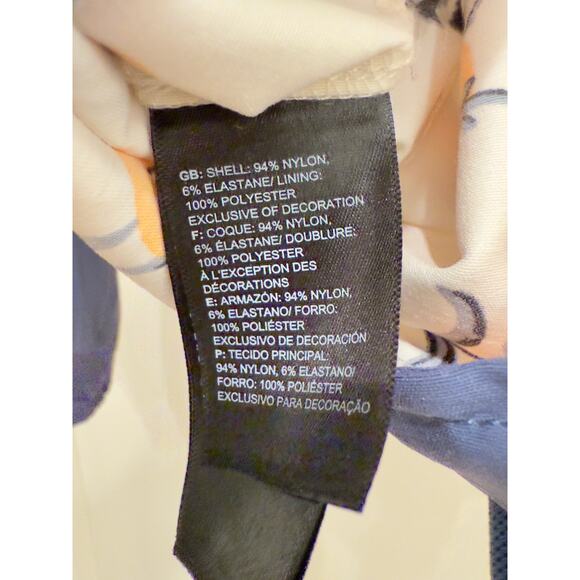 GB: SHELL: 94% NYLON,
6% ELASTANE/ LINING:
100% POLYESTER
EXCLUSIVE OF DECORATION
F: COQUE: 94% NYLON,
6% ÉLASTANE/ DOUBLURE:
100% POLYESTER
À L'EXCEPTION DES
DÉCORATIONS
E: ARMAZÓN: 94% NYLON,
6% ELASTANO/ FORRO:
100% POLIÉSTER
EXCLUSIVO DE DECORACIÓN
P: TECIDO PRINCIPAL:
94% NYLON, 6% ELASTANO/
FORRO: 100% POLIÉSTER
EXCLUSIVO PARA DECORAÇÃO